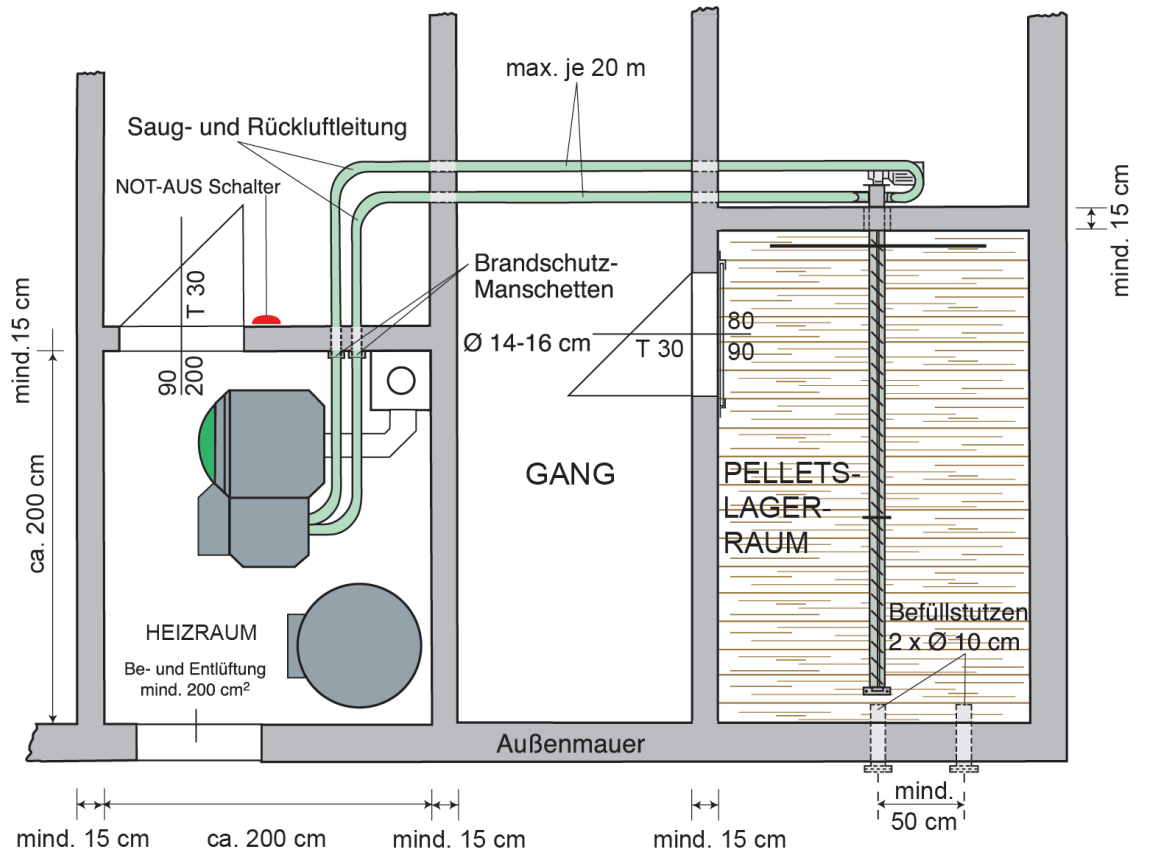 max. je 20 m
Saug- und Rückluftleitung
NOT-AUS Schalter
mind. 15 cm
T 30
90
200
Brandschutz-
Manschetten
Ø 14-16 cm
T 30
80
90
mind.15 cm
ca. 200 cm
GANG
PELLETS-
LAGER-
RAUM
Befüllstutzen
2 x Ø 10 cm
HEIZRAUM
Be- und Entlüftung
mind. 200 cm²
Außenmauer
mind.
50 cm
mind. 15 cm
ca. 200 cm
mind. 15 cm
mind. 15 cm